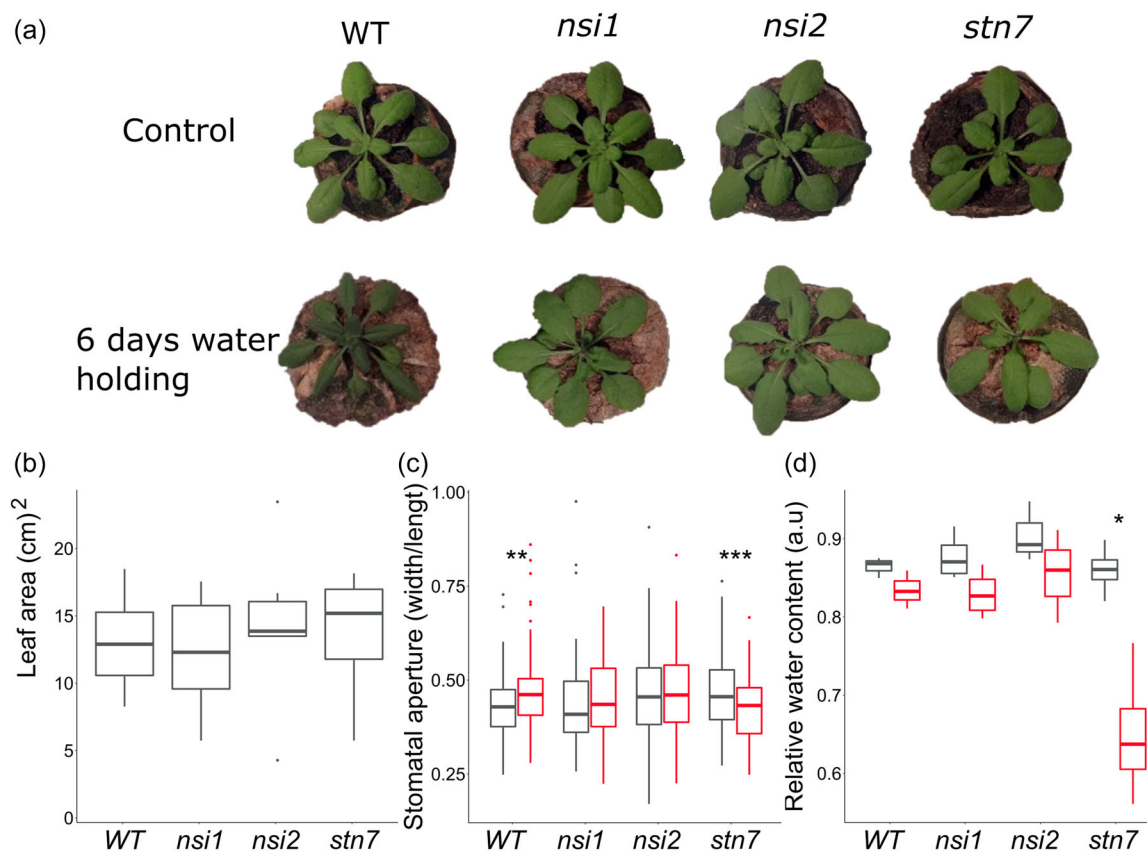 (a)
WT
nsi1
nsi2
stn7
Control
6 days water
holding
(b)
Leaf area (cm)2
20
15
10
5
0
WT
nsi1
nsi2
stn7
(c)
Stomatal aperture (width/lengt)
1.00
0.75
0.50
0.25
**
***
WT
nsi1
nsi2
stn7
(d)
Relative water content (a.u)
0.9
0.8
0.7
0.6
*
WT
nsi1
nsi2
stn7